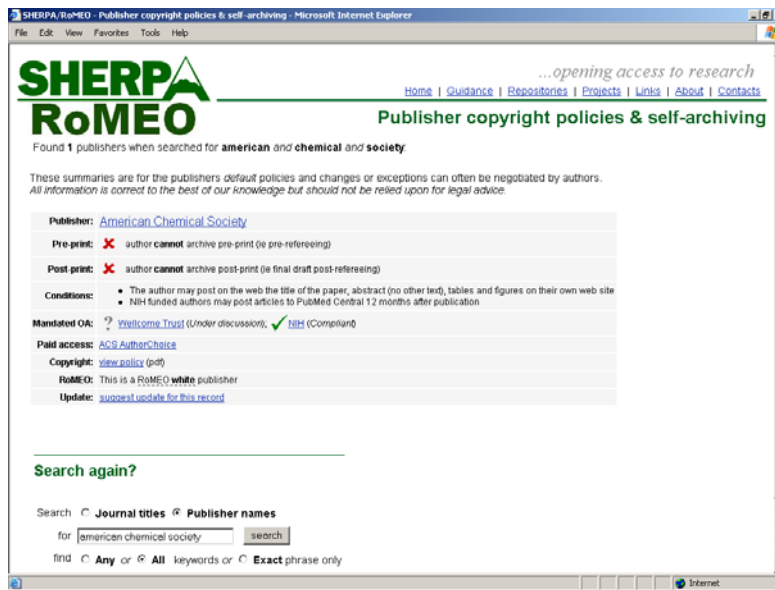 SHERPA/RoMEO - Publisher copyright policies & self-archiving - Microsoft Internet Explorer
File Edit View Favorites Tools Help
SHERPA
RoMEO
...opening access to research
Home | Guidance | Repositories | Projects | Links | About | Contacts
Publisher copyright policies & self-archiving
Found 1 publishers when searched for american and chemical and society.
These summaries are for the publishers default policies and changes or exceptions can often be negotiated by authors.
All information is correct to the best of our knowledge but should not be relied upon for legal advice.
Publisher: American Chemical Society
Pre-print: author cannot archive pre-print (ie pre-refereeing)
Post-print: author cannot archive post-print (ie final draft post-refereeing)
Conditions:
• The author may post on the web the title of the paper, abstract (no other text), tables and figures on their own web site
• NIH funded authors may post articles to PubMed Central 12 months after publication
Mandated OA: ? Wellcome Trust (Under discussion); NIH (Compliant)
Paid access: ACS AuthorChoice
Copyright: view policy (pdf)
RoMEO: This is a RoMEO white publisher
Update: suggest update for this record
Search again?
Search Journal titles Publisher names
for american chemical society search
find Any or All keywords or Exact phrase only
Internet